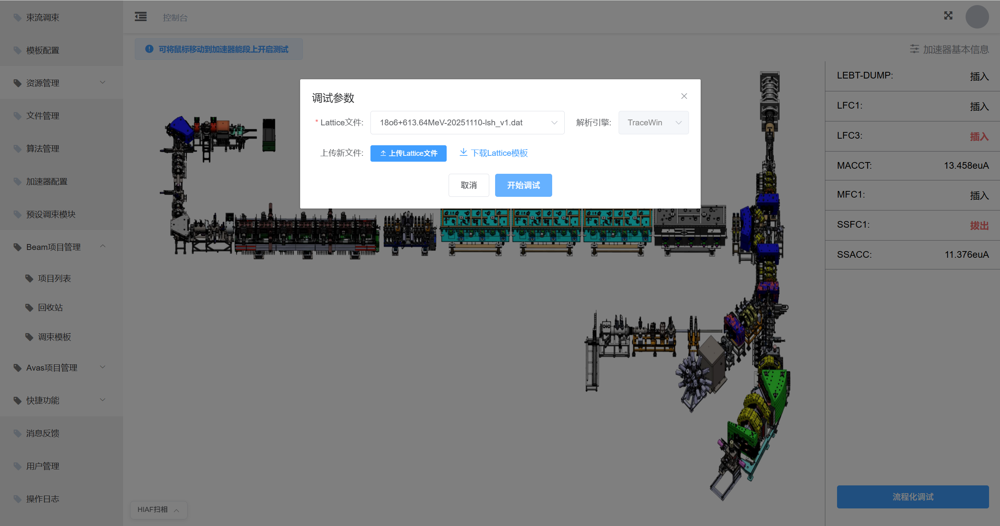 束流调束
模板配置
资源管理
文件管理
算法管理
加速器配置
预设调束模块
Beam项目管理
项目列表
回收站
调束模板
Avas项目管理
快捷功能
消息反馈
用户管理
操作日志
控制台
可将鼠标移动到加速器能段上开启测试
加速器基本信息
调试参数
* Lattice文件: 18o6+613.64MeV-20251110-lsh_v1.dat 解析引擎: TraceWin
上传新文件: 上传Lattice文件 下载Lattice模板
取消 开始调试
LEBT-DUMP: 插入
LFC1: 插入
LFC3: 插入
MACCT: 13.458euA
MFC1: 插入
SSFC1: 拔出
SSACC: 11.376euA
流程化调试
HIAF扫相